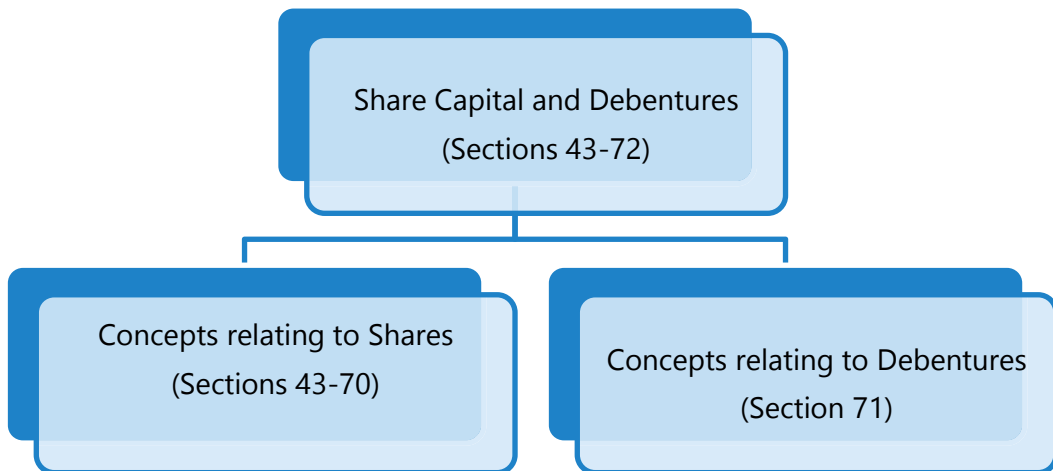 Share Capital and Debentures
(Sections 43-72)
Concepts relating to Shares
(Sections 43-70)
Concepts relating to Debentures
(Section 71)